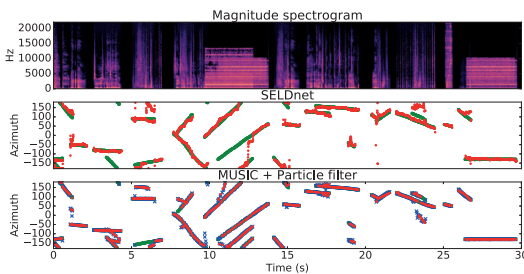 Magnitude spectrogram
Hz
20000
15000
10000
5000
0
SELDnet
Azimuth
150
100
50
0
−50
−100
−150
MUSIC + Particle filter
Azimuth
150
100
50
0
−50
−100
−150
0 5 10 15 20 25 30
Time (s)